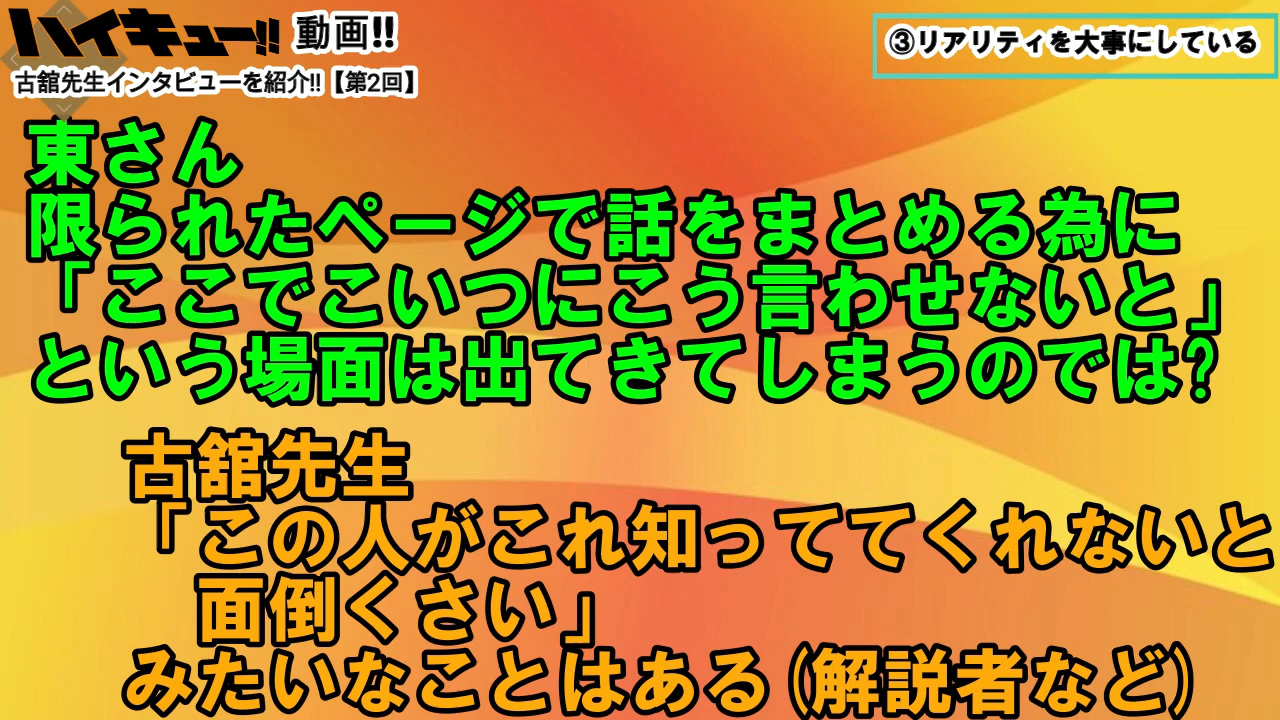 ハイキュー!! 動画!!
古舘先生インタビューを紹介!!【第2回】
③リアリティを大事にしている
東さん
限られたページで話をまとめる為に
「ここでこいつにこう言わせないと」
という場面は出てきてしまうのでは?
古舘先生
「この人がこれ知っててくれないと
面倒くさい」
みたいなことはある(解説者など)